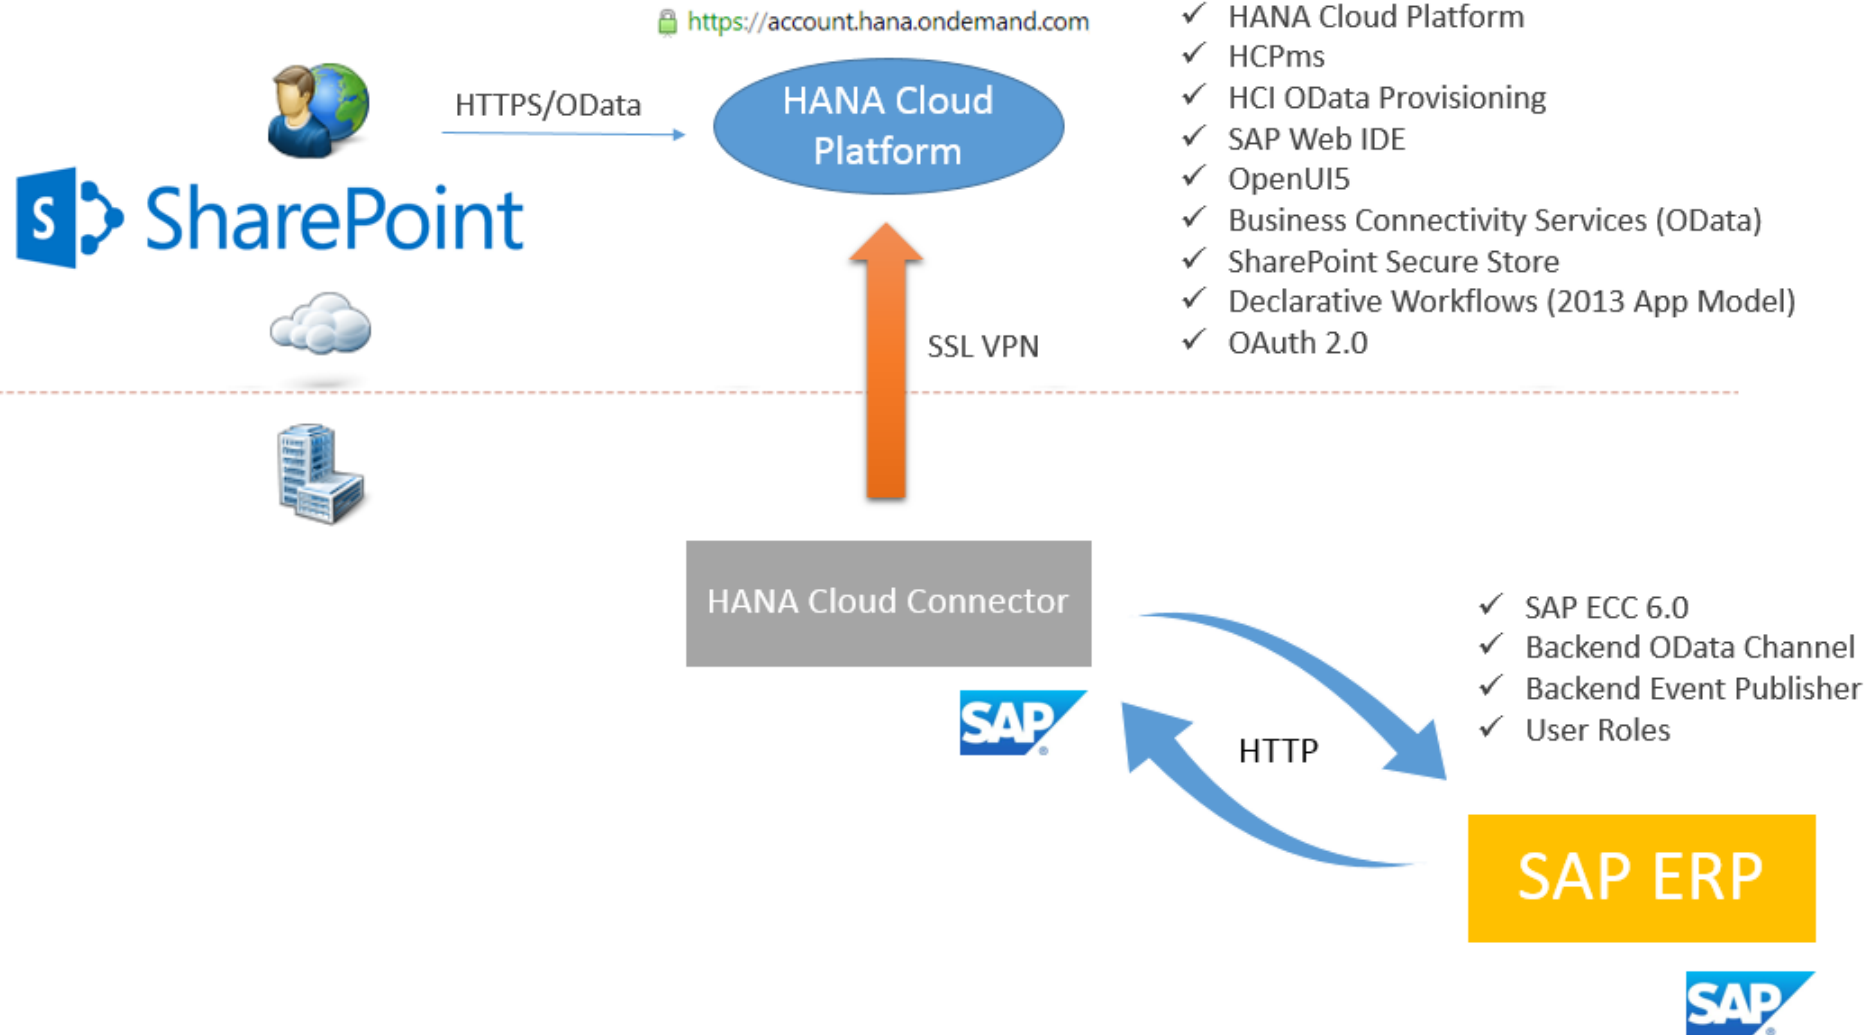 https://account.hana.ondemand.com
HTTPS/OData
HANA Cloud
Platform
S
SharePoint
✓ HANA Cloud Platform
✓ HCPms
✓ HCI OData Provisioning
✓ SAP Web IDE
✓ OpenUI5
✓ Business Connectivity Services (OData)
✓ SharePoint Secure Store
✓ Declarative Workflows (2013 App Model)
✓ OAuth 2.0
SSL VPN
HANA Cloud Connector
SAP®
HTTP
✓ SAP ECC 6.0
✓ Backend OData Channel
✓ Backend Event Publisher
✓ User Roles
SAP ERP
SAP®